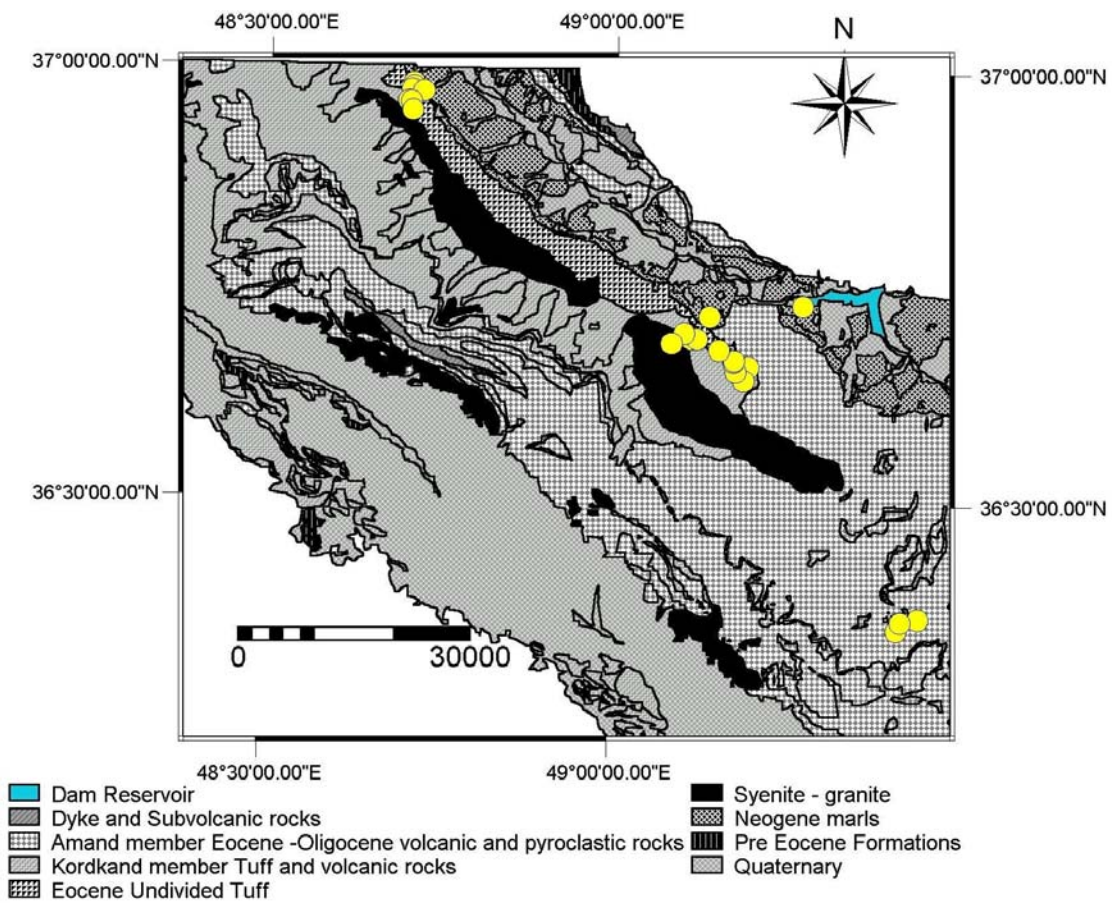 48°30'00.00"E
49°00'00.00"E
N
37°00'00.00"N
37°00'00.00"N
36°30'00.00"N
36°30'00.00"N
0 30000
48°30'00.00"E
49°00'00.00"E
Dam Reservoir
Dyke and Subvolcanic rocks
Amand member Eocene -Oligocene volcanic and pyroclastic rocks
Kordkand member Tuff and volcanic rocks
Eocene Undivided Tuff
Syenite - granite
Neogene marls
Pre Eocene Formations
Quaternary